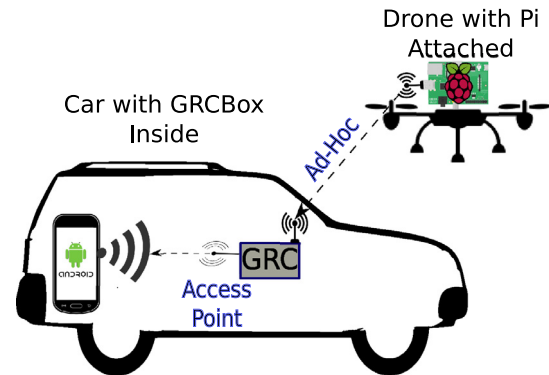 Drone with Pi
Attached
Car with GRCBox
Inside
Ad-Hoc
GRC
Access
Point
ANDROID